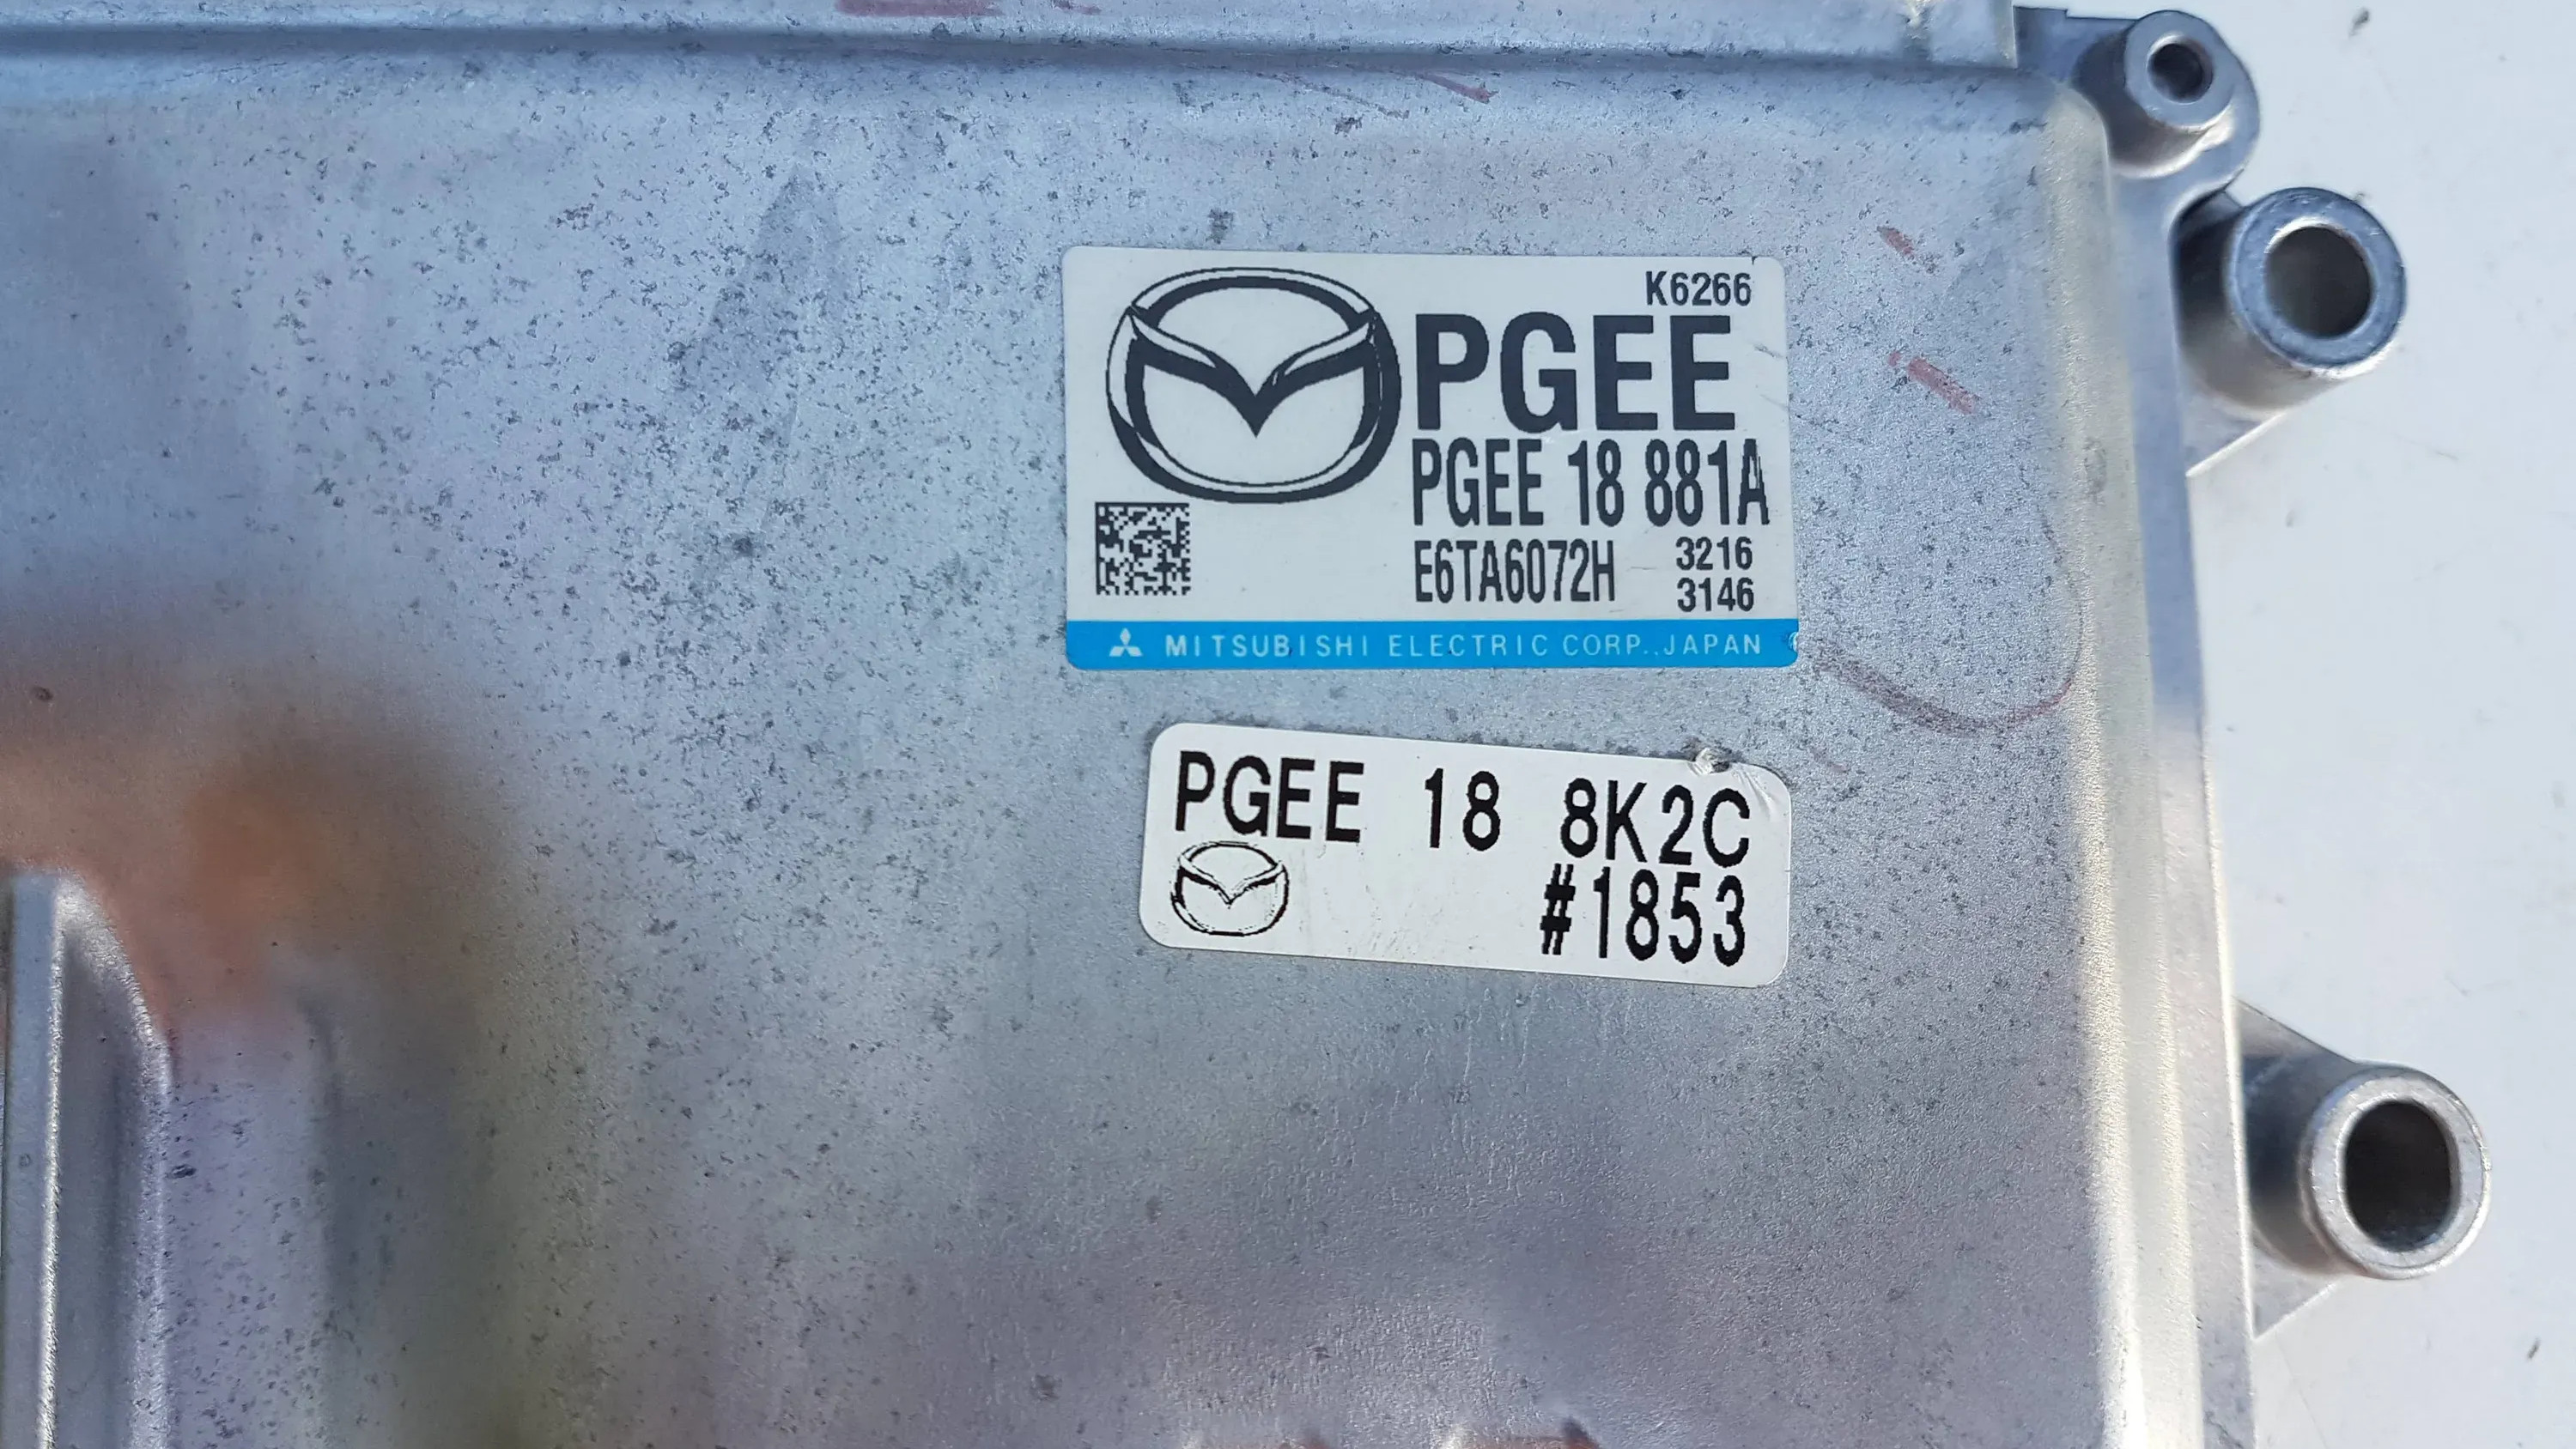 K6266
PGEE
PGEE 18 881A
E6TA6072H 3216
3146
MITSUBISHI ELECTRIC CORP., JAPAN
PGEE 18 8K2C
#1853